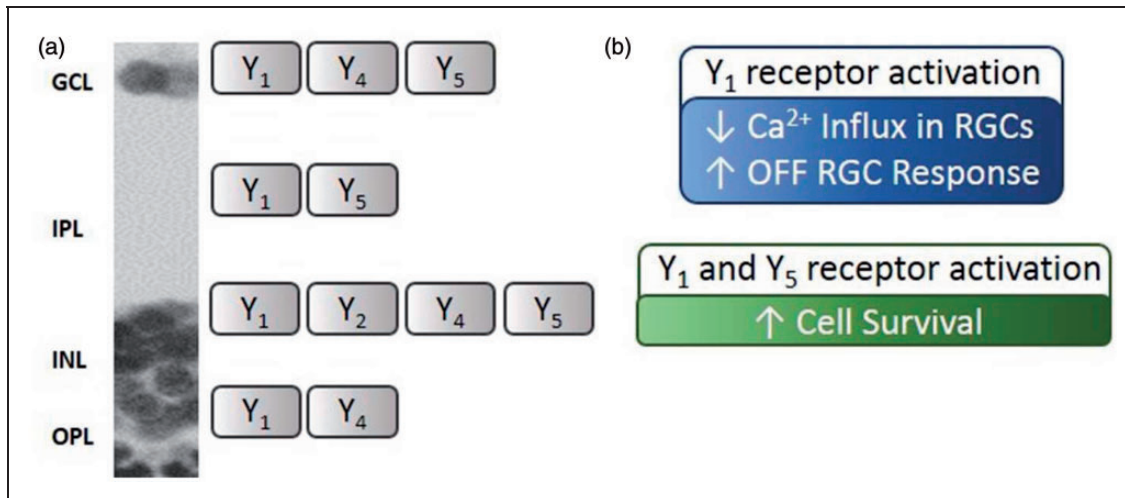 (a)
GCL Y₁ Y₄ Y₅
IPL Y₁ Y₅
INL Y₁ Y₂ Y₄ Y₅
OPL Y₁ Y₄
(b)
Y₁ receptor activation
↓ Ca²⁺ Influx in RGCs
↑ OFF RGC Response
Y₁ and Y₅ receptor activation
↑ Cell Survival